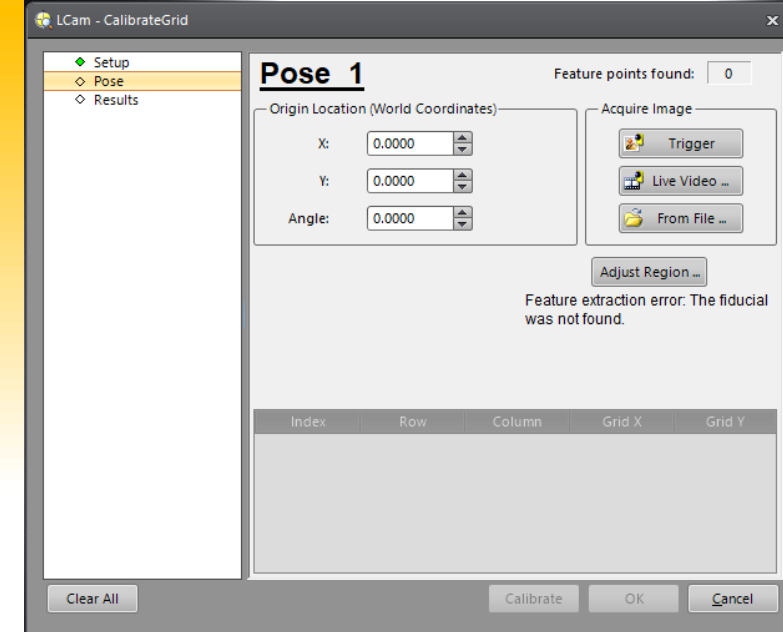 LCam - CalibrateGrid
Setup
Pose
Results
Pose 1
Feature points found: 0
Origin Location (World Coordinates)
X: 0.0000
Y: 0.0000
Angle: 0.0000
Acquire Image
Trigger
Live Video ...
From File ...
Adjust Region ...
Feature extraction error: The fiducial
was not found.
Index Row Column Grid X Grid Y
Clear All Calibrate OK Cancel